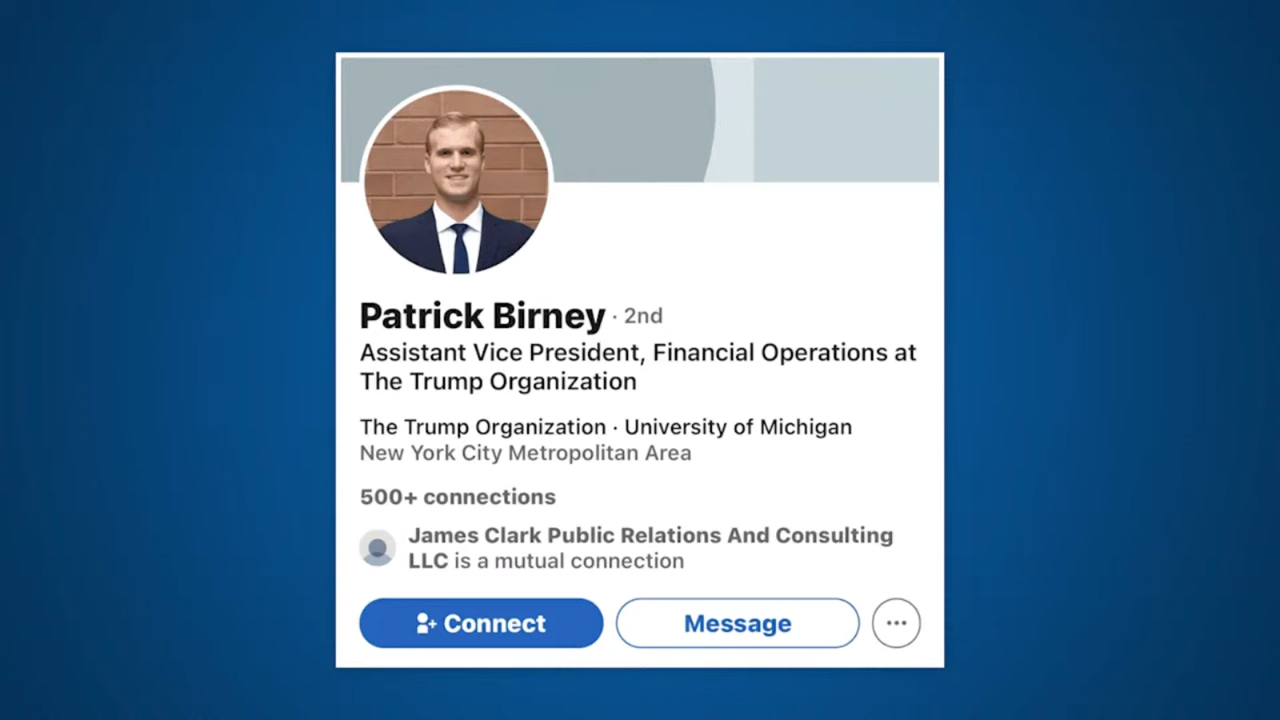 Patrick Birney · 2nd
Assistant Vice President, Financial Operations at
The Trump Organization
The Trump Organization · University of Michigan
New York City Metropolitan Area
500+ connections
James Clark Public Relations And Consulting
LLC is a mutual connection
Connect
Message